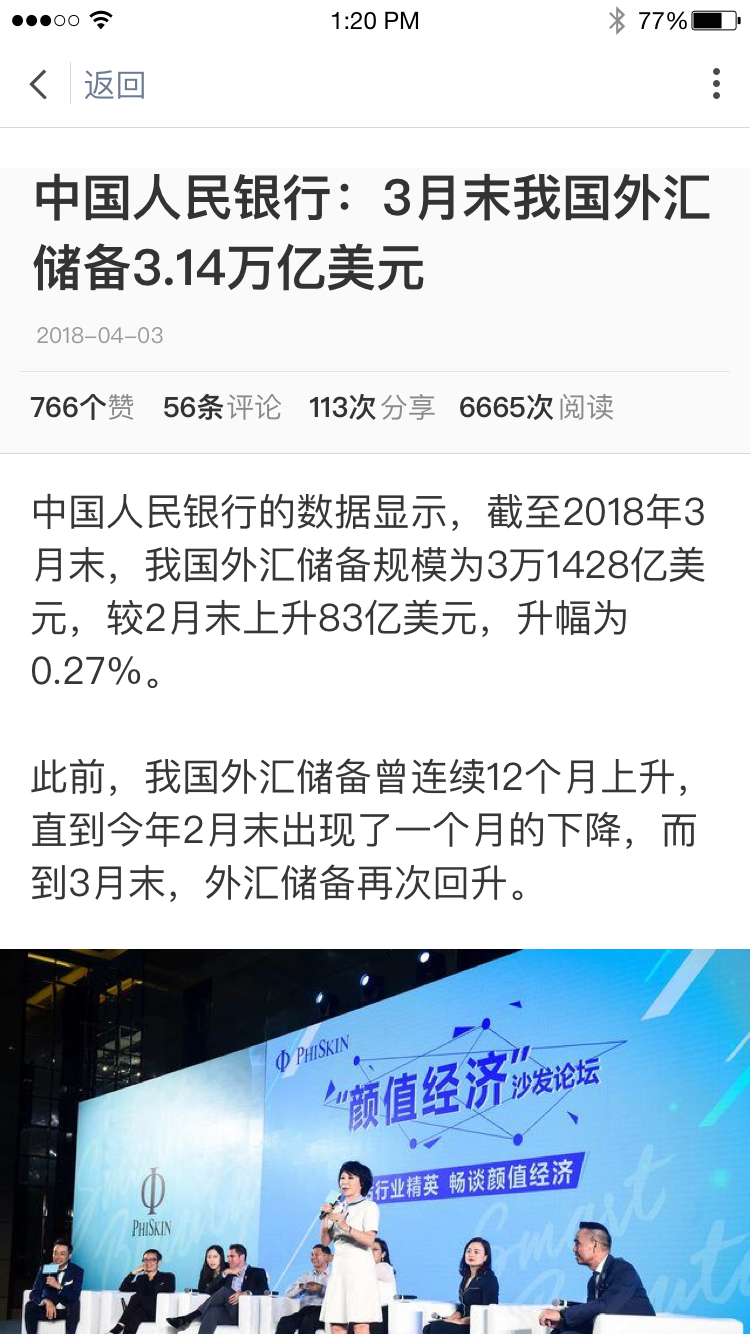 1:20 PM
77%
返回
中国人民银行：3月末我国外汇
储备3.14万亿美元
2018-04-03
766个赞 56条评论 113次分享 6665次阅读
中国人民银行的数据显示，截至2018年3
月末，我国外汇储备规模为3万1428亿美
元，较2月末上升83亿美元，升幅为
0.27%。
此前，我国外汇储备曾连续12个月上升，
直到今年2月末出现了一个月的下降，而
到3月末，外汇储备再次回升。
PHISKIN
“颜值经济”沙发论坛
行业精英 畅谈颜值经济
PHISKIN
Smart